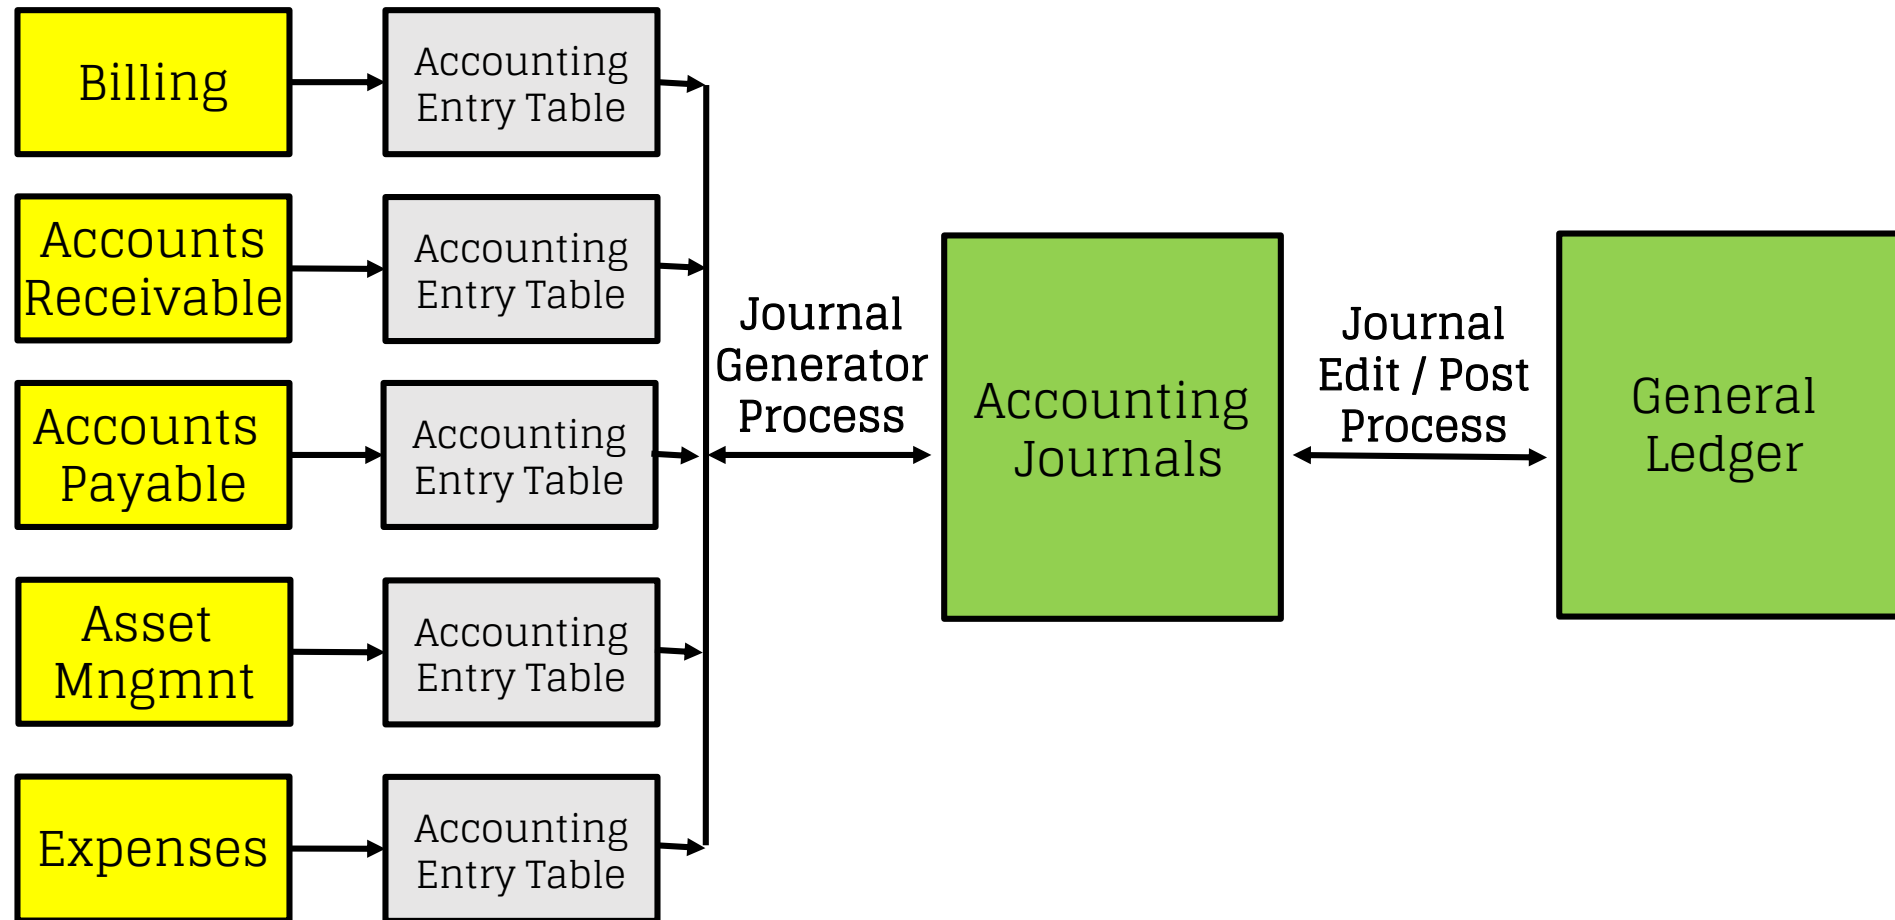 Billing
Accounting
Entry Table
Accounts
Receivable
Accounting
Entry Table
Accounts
Payable
Accounting
Entry Table
Asset
Mngmnt
Accounting
Entry Table
Expenses
Accounting
Entry Table
Journal
Generator
Process
Accounting
Journals
Journal
Edit / Post
Process
General
Ledger